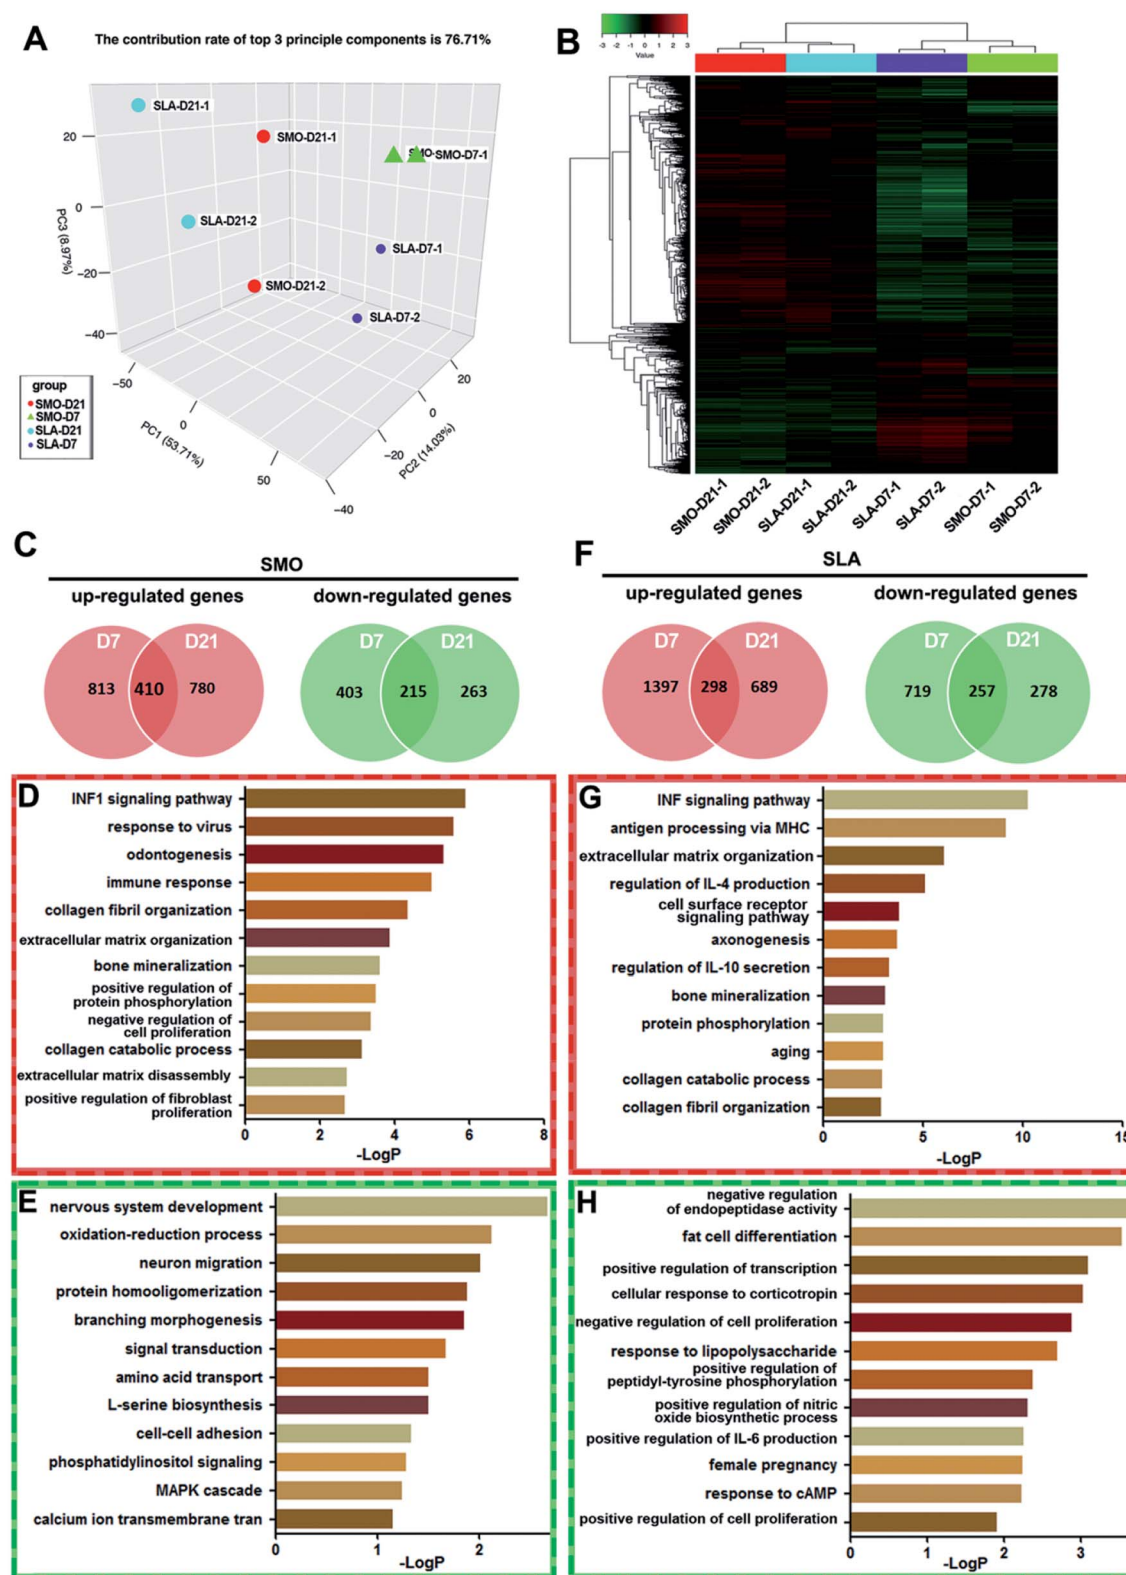 A
The contribution rate of top 3 principle components is 76.71%
SLA-D21-1
SMO-D21-1
SMO-
SMO-D7-1
SLA-D21-2
SLA-D7-1
SMO-D21-2
SLA-D7-2
PC3 (8.97%)
20
0
−20
−40
−50
0
50
PC1 (53.71%)
−40
−20
0
20
PC2 (14.03%)
group
SMO-D21
SMO-D7
SLA-D21
SLA-D7
B
-3 -2 -1 0 1 2 3
Value
SMO-D21-1
SMO-D21-2
SLA-D21-1
SLA-D21-2
SLA-D7-1
SLA-D7-2
SMO-D7-1
SMO-D7-2
C
SMO
up-regulated genes
down-regulated genes
D7 D21
813 410 780
D7 D21
403 215 263
F
SLA
up-regulated genes
down-regulated genes
D7 D21
1397 298 689
D7 D21
719 257 278
D
INF1 signaling pathway
response to virus
odontogenesis
immune response
collagen fibril organization
extracellular matrix organization
bone mineralization
positive regulation of
protein phosphorylation
negative regulation of
cell proliferation
collagen catabolic process
extracellular matrix disassembly
positive regulation of fibroblast
proliferation
0 2 4 6 8
-LogP
G
INF signaling pathway
antigen processing via MHC
extracellular matrix organization
regulation of IL-4 production
cell surface receptor
signaling pathway
axonogenesis
regulation of IL-10 secretion
bone mineralization
protein phosphorylation
aging
collagen catabolic process
collagen fibril organization
0 5 10 15
-LogP
E
nervous system development
oxidation-reduction process
neuron migration
protein homooligomerization
branching morphogenesis
signal transduction
amino acid transport
L-serine biosynthesis
cell-cell adhesion
phosphatidylinositol signaling
MAPK cascade
calcium ion transmembrane tran
0 1 2
-LogP
H
negative regulation
of endopeptidase activity
fat cell differentiation
positive regulation of transcription
cellular response to corticotropin
negative regulation of cell proliferation
response to lipopolysaccharide
positive regulation of
peptidyl-tyrosine phosphorylation
positive regulation of nitric
oxide biosynthetic process
positive regulation of IL-6 production
female pregnancy
response to cAMP
positive regulation of cell proliferation
0 1 2 3
-LogP